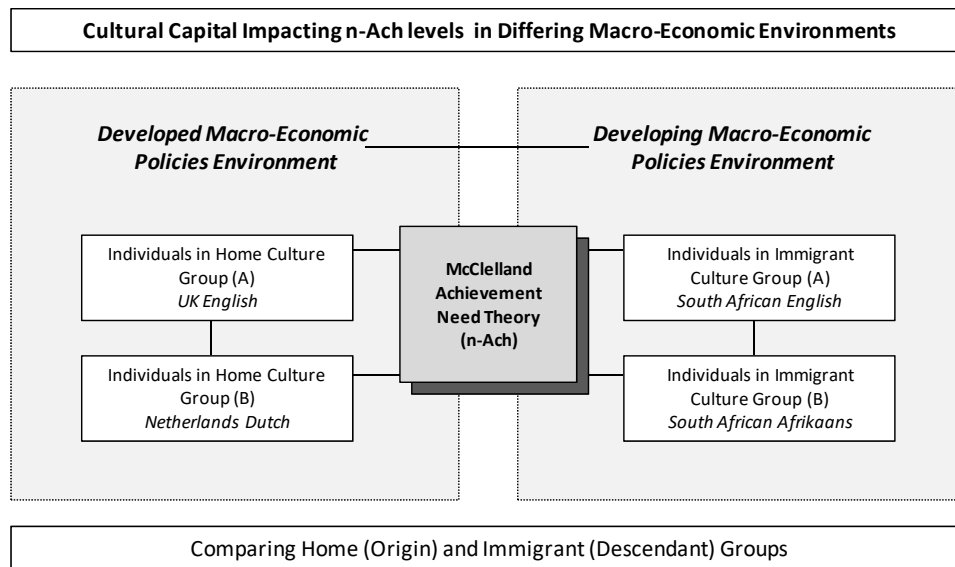 Cultural Capital Impacting n-Ach levels in Differing Macro-Economic Environments
Developed Macro-Economic
Policies Environment
Developing Macro-Economic
Policies Environment
Individuals in Home Culture
Group (A)
UK English
McClelland
Achievement
Need Theory
(n-Ach)
Individuals in Immigrant
Culture Group (A)
South African English
Individuals in Home Culture
Group (B)
Netherlands Dutch
Individuals in Immigrant
Culture Group (B)
South African Afrikaans
Comparing Home (Origin) and Immigrant (Descendant) Groups